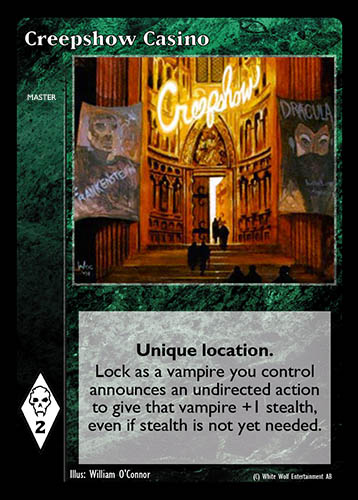 Creepshow Casino
MASTER
Creepshow
FRANKENSTEIN
DRACULA
Unique location.
Lock as a vampire you control
announces an undirected action
to give that vampire +1 stealth,
even if stealth is not yet needed.
2
Illus: William O'Connor
(C) White Wolf Entertainment AB